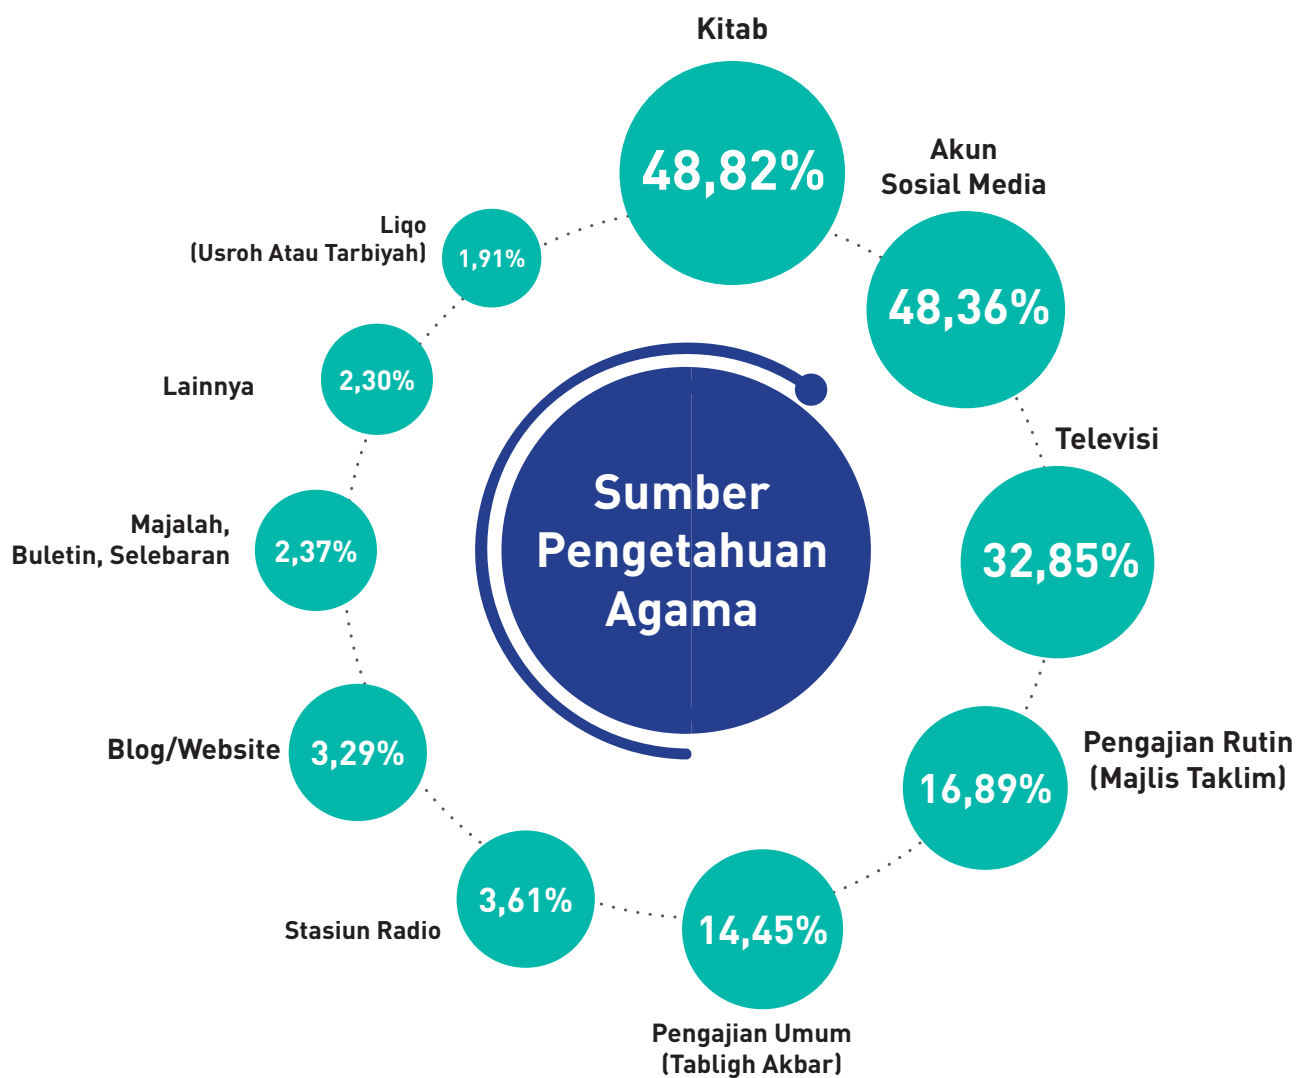 Kitab
48,82%
Akun
Sosial Media
48,36%
Televisi
32,85%
Pengajian Rutin
(Majlis Taklim)
16,89%
14,45%
Pengajian Umum
(Tabligh Akbar)
3,61%
Stasiun Radio
Blog/Website
3,29%
Majalah,
Buletin, Selebaran
2,37%
Lainnya
2,30%
Liqo
(Usroh Atau Tarbiyah)
1,91%
Sumber
Pengetahuan
Agama